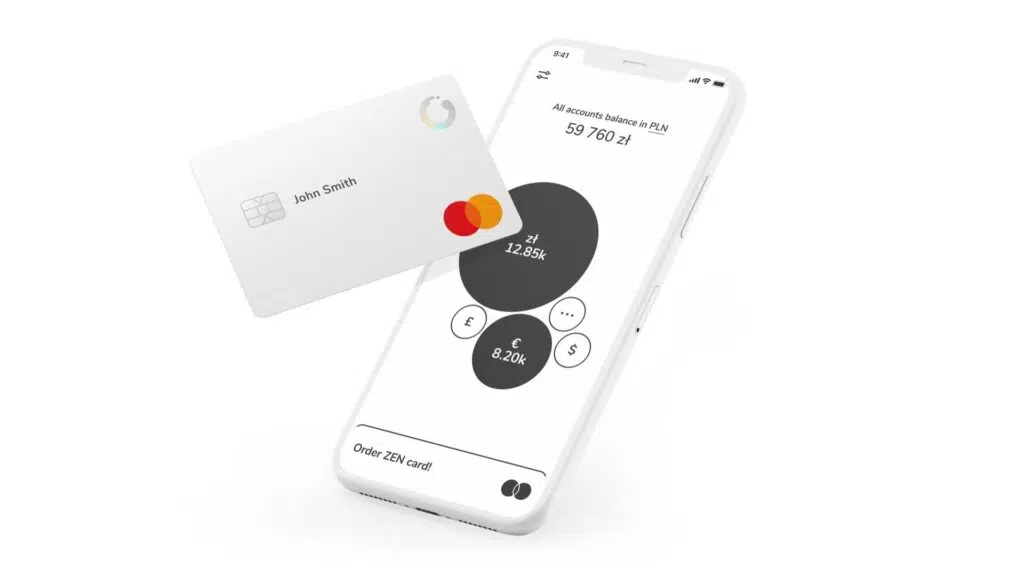 John Smith
9:41
All accounts balance in PLN
59 760 zł
zł
12.85k
£
...
€
8.20k
$
Order ZEN card!